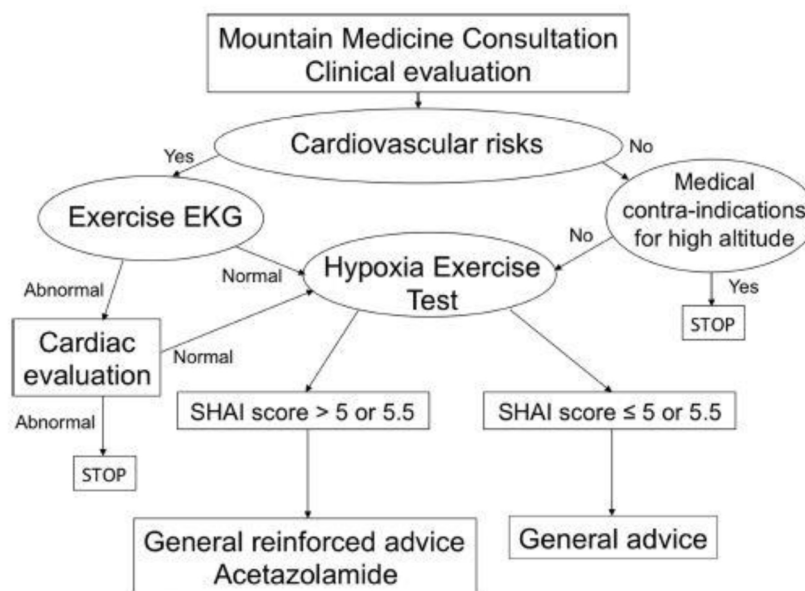 Mountain Medicine Consultation
Clinical evaluation
Cardiovascular risks
Yes
No
Exercise EKG
Medical
contra-indications
for high altitude
No
Abnormal
Normal
Hypoxia Exercise
Test
Yes
STOP
Cardiac
evaluation
Normal
Abnormal
SHAI score > 5 or 5.5
SHAI score ≤ 5 or 5.5
STOP
General reinforced advice
Acetazolamide
General advice